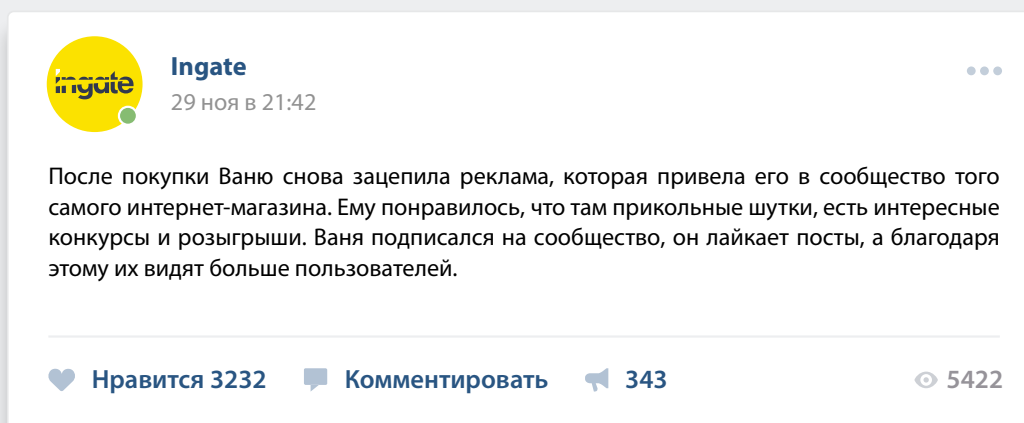 ingate
Ingate
29 ноя в 21:42
После покупки Ваню снова зацепила реклама, которая привела его в сообщество того
самого интернет-магазина. Ему понравилось, что там прикольные шутки, есть интересные
конкурсы и розыгрыши. Ваня подписался на сообщество, он лайкает посты, а благодаря
этому их видят больше пользователей.
Нравится 3232 Комментировать 343 5422